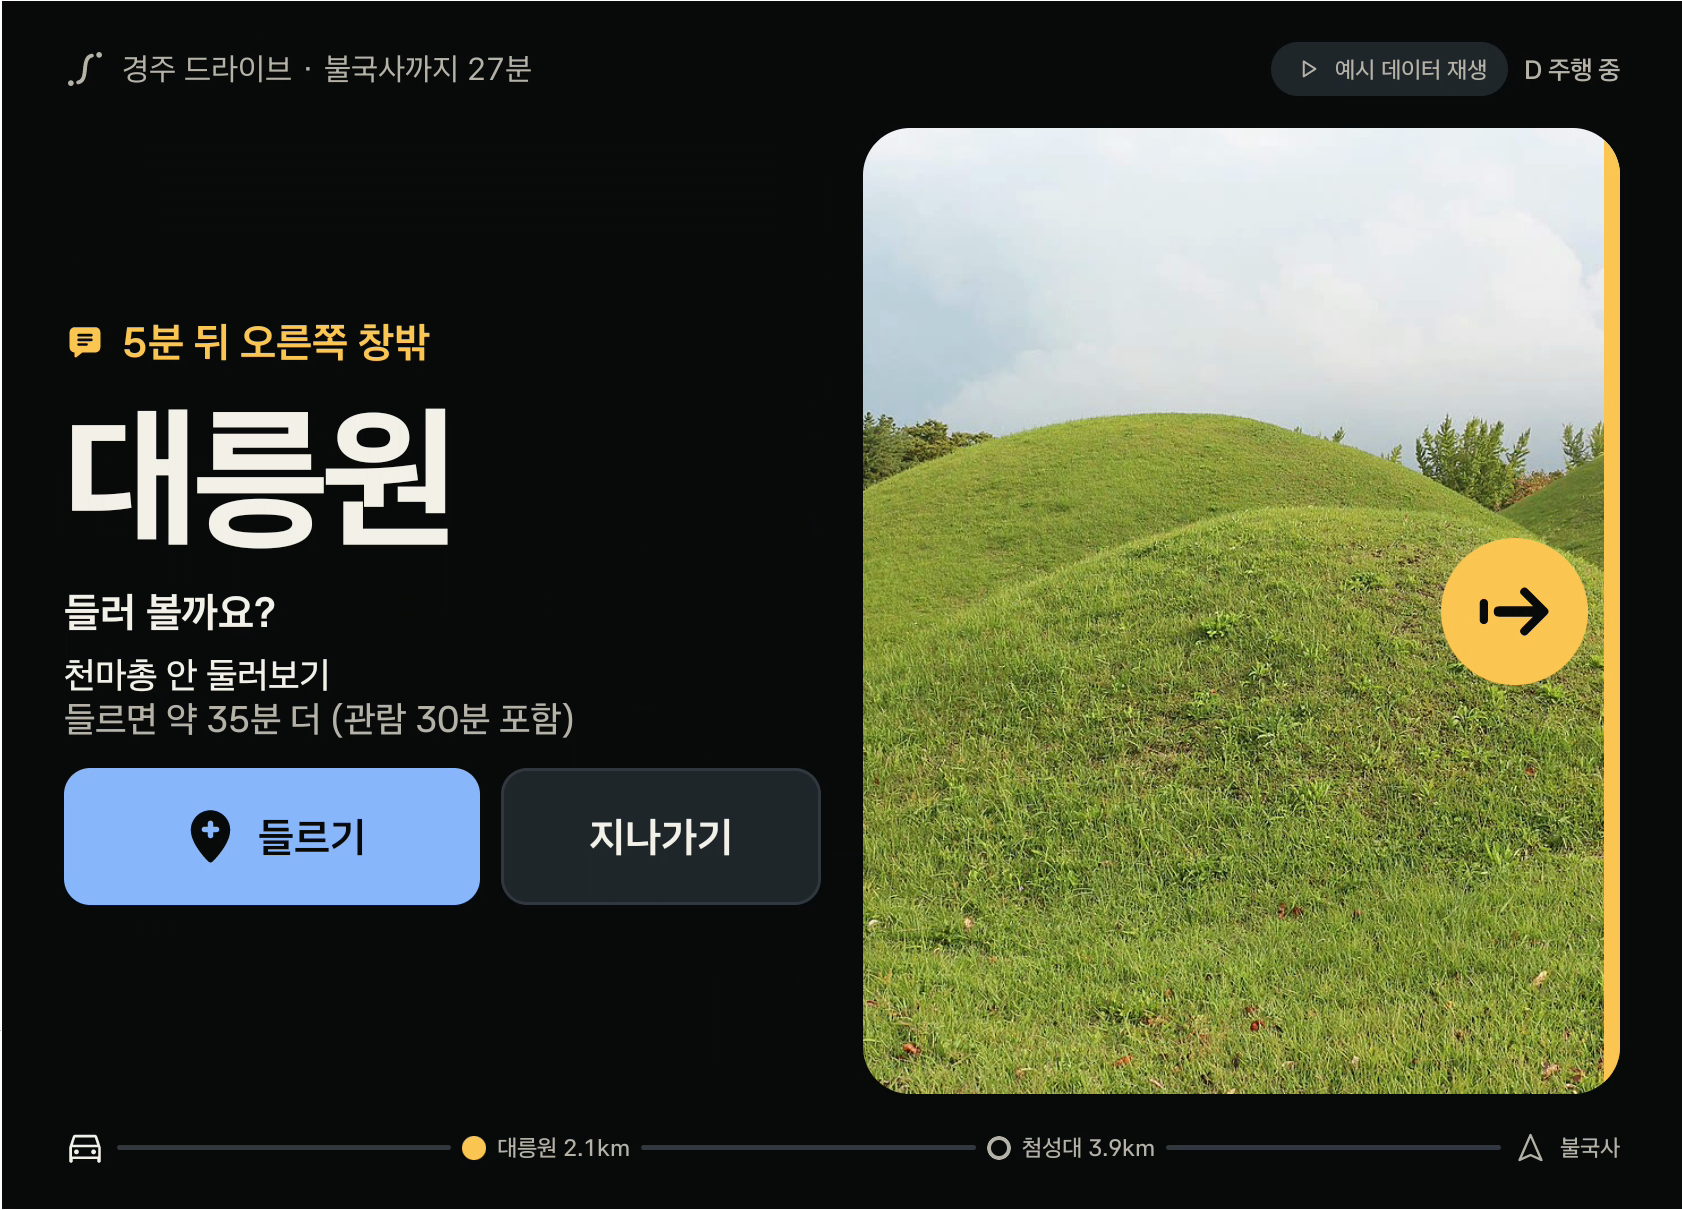 경주 드라이브 · 불국사까지 27분
예시 데이터 재생
D 주행 중
5분 뒤 오른쪽 창밖
대릉원
들러 볼까요?
천마총 안 둘러보기
들르면 약 35분 더 (관람 30분 포함)
들르기
지나가기
대릉원 2.1km
첨성대 3.9km
불국사